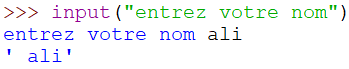 >>> input("entrez votre nom")
entrez votre nom ali
' ali'